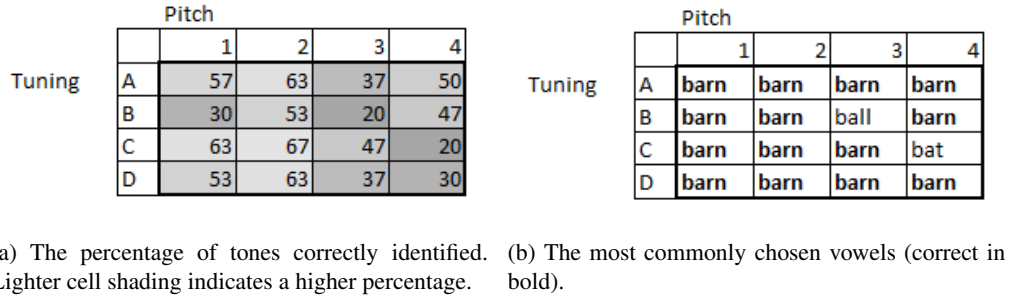 Pitch
1 2 3 4
Tuning A 57 63 37 50
B 30 53 20 47
C 63 67 47 20
D 53 63 37 30
a) The percentage of tones correctly identified.
Lighter cell shading indicates a higher percentage.
Pitch
1 2 3 4
Tuning A barn barn barn barn
B barn barn ball barn
C barn barn barn bat
D barn barn barn barn
(b) The most commonly chosen vowels (correct in
bold).